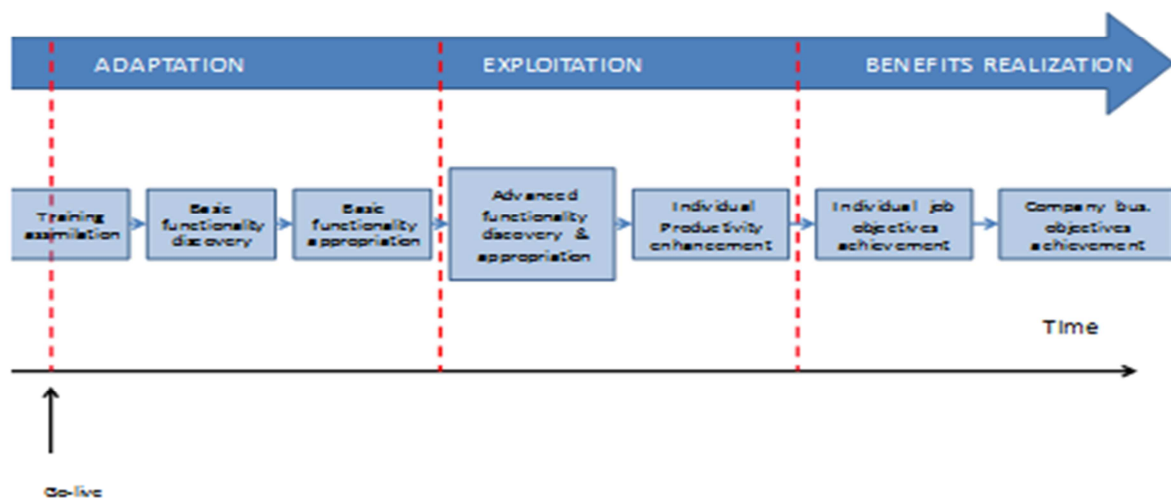 ADAPTATION
EXPLOITATION
BENEFITS REALIZATION
Training
assimilation
Basic
functionality
discovery
Basic
functionality
appropriation
Advanced
functionality
discovery &
appropriation
Individual
Productivity
enhancement
Individual job
objectives
achievement
Company bus.
objectives
achievement
Time
Go-live